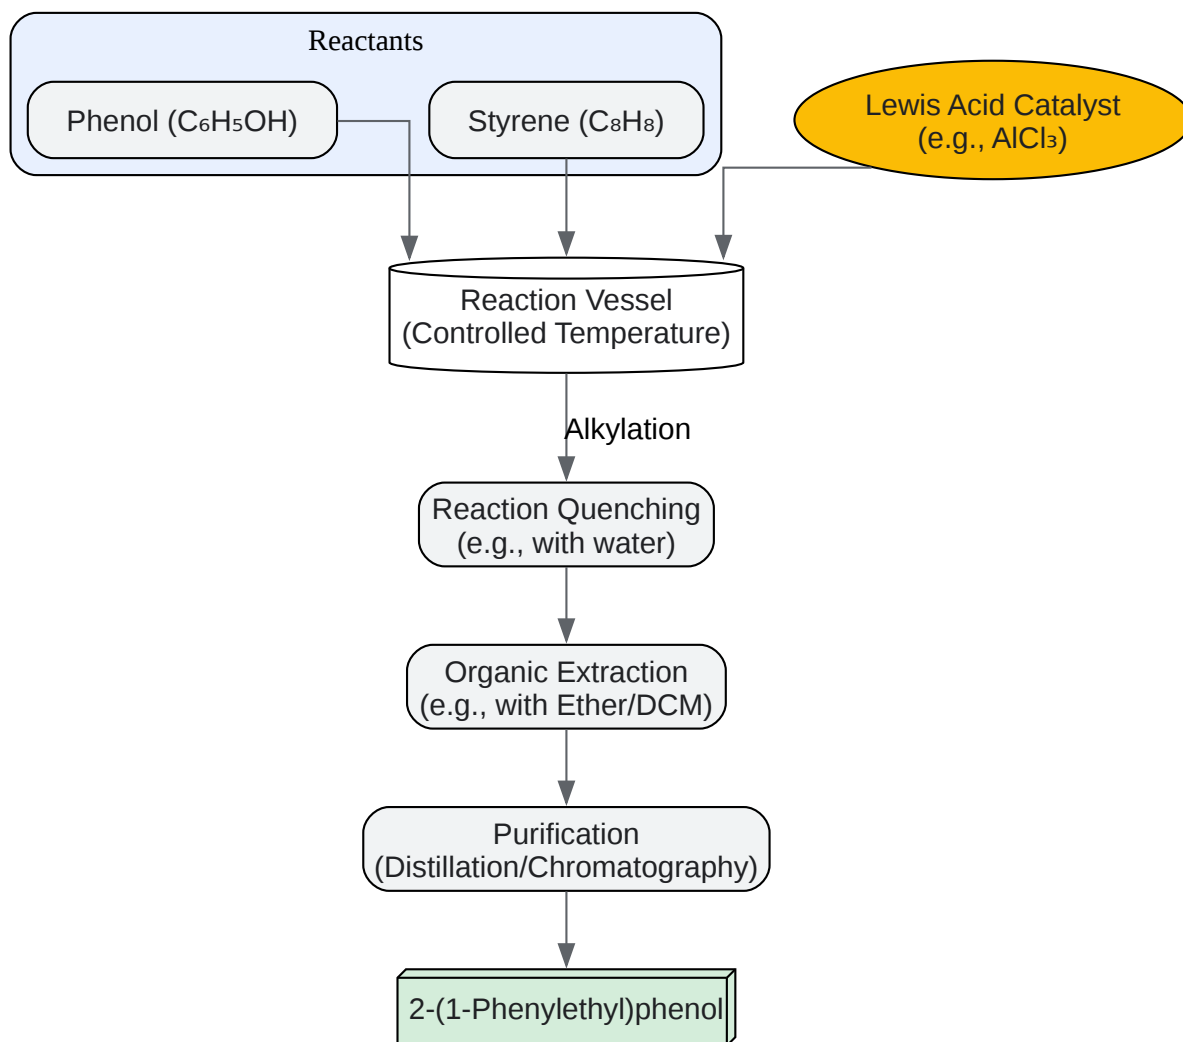 Reactants
Phenol (C₆H₅OH)
Styrene (C₈H₈)
Lewis Acid Catalyst
(e.g., AlCl₃)
Reaction Vessel
(Controlled Temperature)
Alkylation
Reaction Quenching
(e.g., with water)
Organic Extraction
(e.g., with Ether/DCM)
Purification
(Distillation/Chromatography)
2-(1-Phenylethyl)phenol